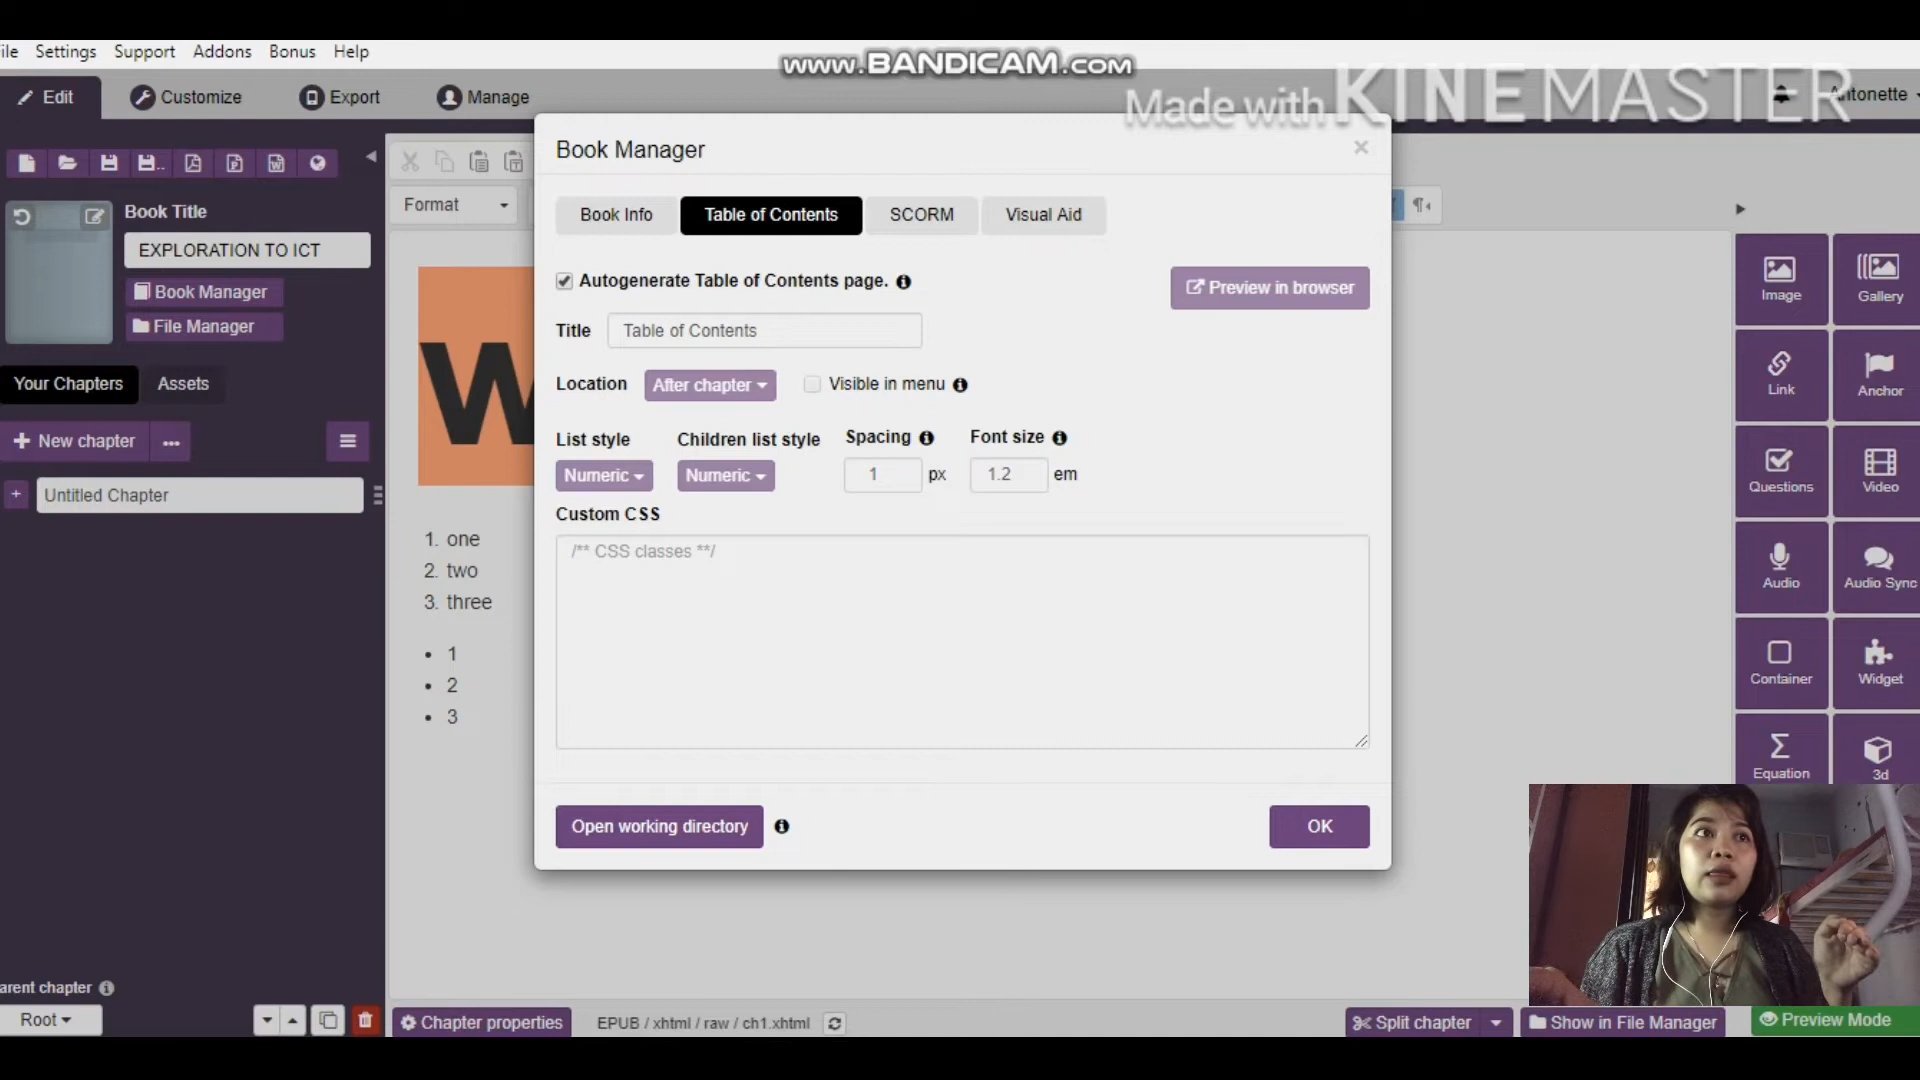 ile Settings Support Addons Bonus Help
www.BANDICAM.com
Made with KINEMASTER
Edit Customize Export Manage
Antonette
Book Manager
×
Book Title
EXPLORATION TO ICT
Book Manager
File Manager
Your Chapters Assets
New chapter ...
Untitled Chapter
Format
W
1. one
2. two
3. three
• 1
• 2
• 3
Book Info Table of Contents SCORM Visual Aid
Autogenerate Table of Contents page.
Preview in browser
Title Table of Contents
Location After chapter Visible in menu
List style Children list style Spacing Font size
Numeric Numeric 1 px 1.2 em
Custom CSS
/** CSS classes **/
Open working directory
OK
Image Gallery
Link Anchor
Questions Video
Audio Audio Sync
Container Widget
Equation 3d
arent chapter
Root
Chapter properties EPUB / xhtml / raw / ch1.xhtml Split chapter Show in File Manager Preview Mode